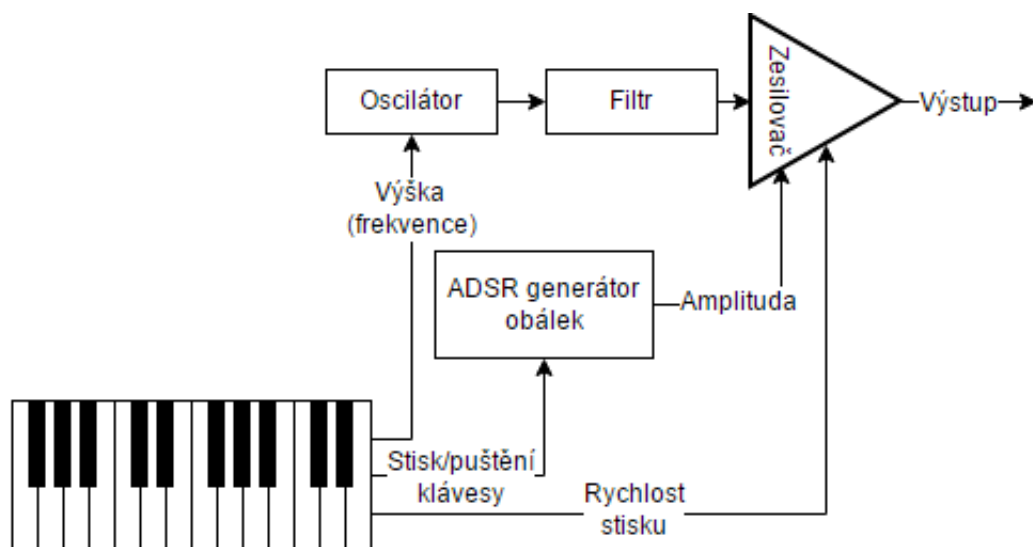 Oscilátor
Filtr
Zesilovač
Výstup
Výška
(frekvence)
ADSR generátor
obálek
Amplituda
Stisk/puštění
klávesy
Rychlost
stisku